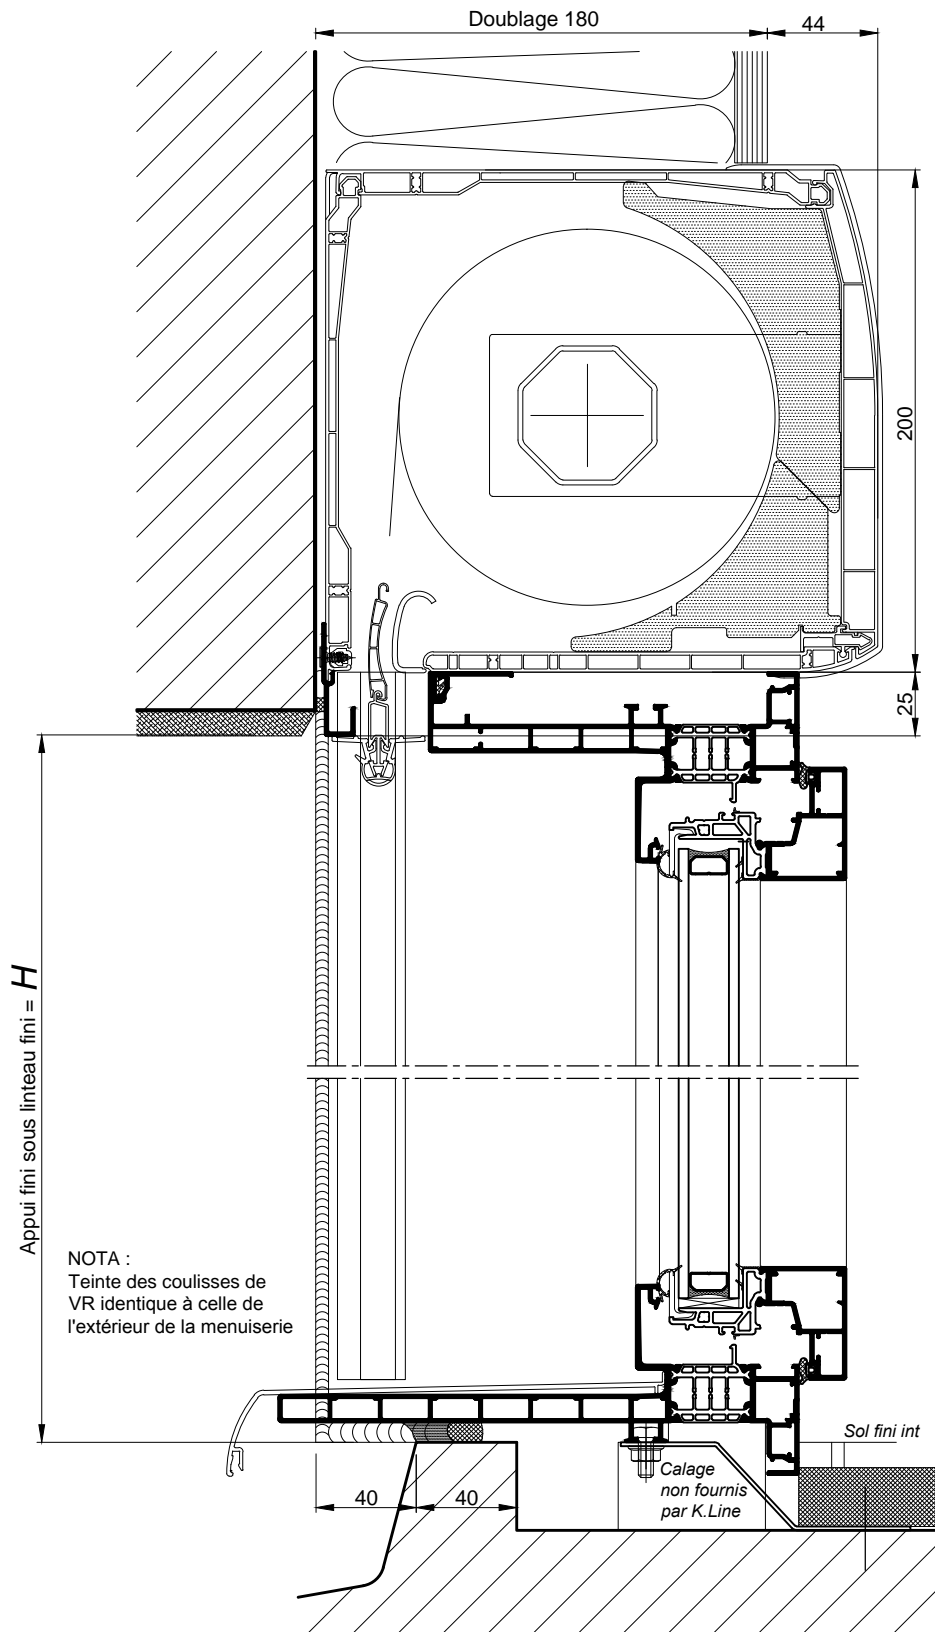 Doublage 180
44
200
25
Appui fini sous linteau fini = H
NOTA :
Teinte des coulisses de
VR identique à celle de
l'extérieur de la menuiserie
Sol fini int
Calage
non fournis
par K.Line
40
40